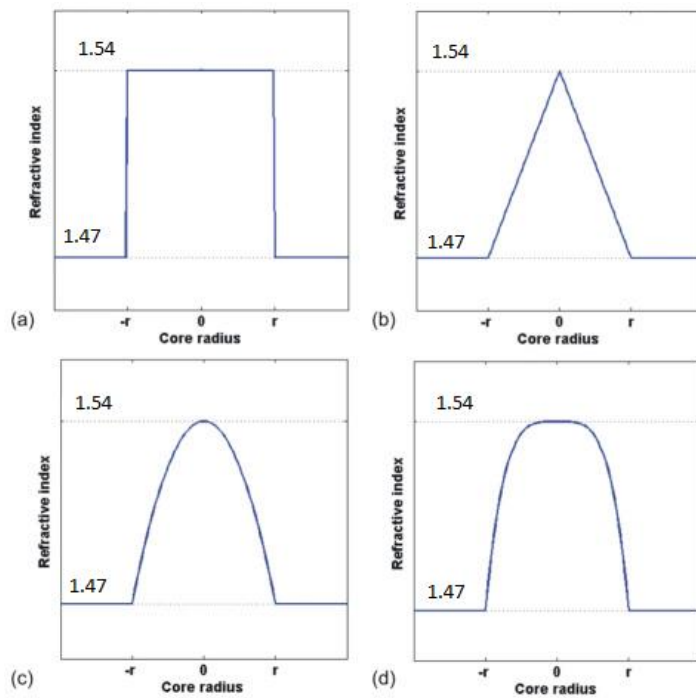 1.54
Refractive index
1.47
-r 0 r
(a) Core radius
1.54
Refractive index
1.47
-r 0 r
(b) Core radius
1.54
Refractive index
1.47
-r 0 r
(c) Core radius
1.54
Refractive index
1.47
-r 0 r
(d) Core radius